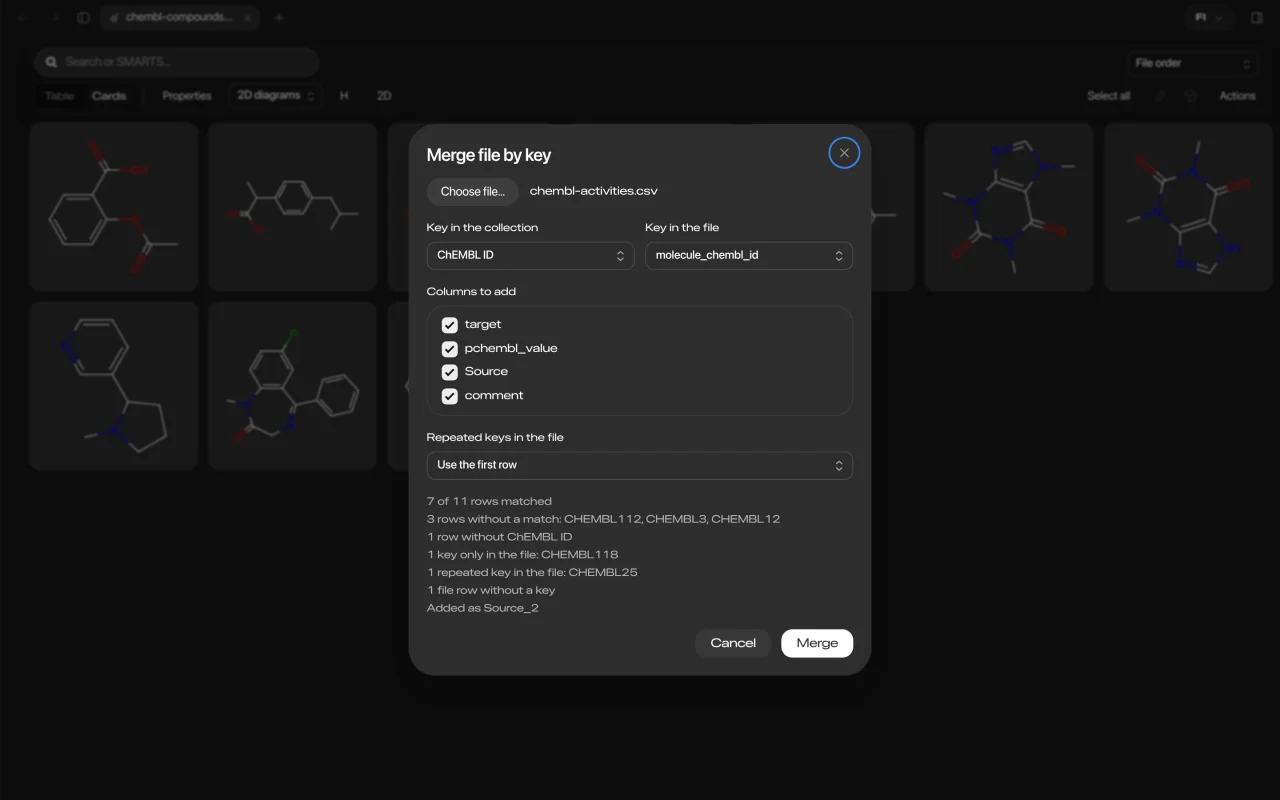 chembl-compounds...
FI
Search or SMARTS...
File order
Table Cards Properties 2D diagrams H 2D Select all Actions
Merge file by key
Choose file... chembl-activities.csv
Key in the collection Key in the file
ChEMBL ID molecule_chembl_id
Columns to add
target
pchembl_value
Source
comment
Repeated keys in the file
Use the first row
7 of 11 rows matched
3 rows without a match: CHEMBL112, CHEMBL3, CHEMBL12
1 row without ChEMBL ID
1 key only in the file: CHEMBL118
1 repeated key in the file: CHEMBL25
1 file row without a key
Added as Source_2
Cancel Merge